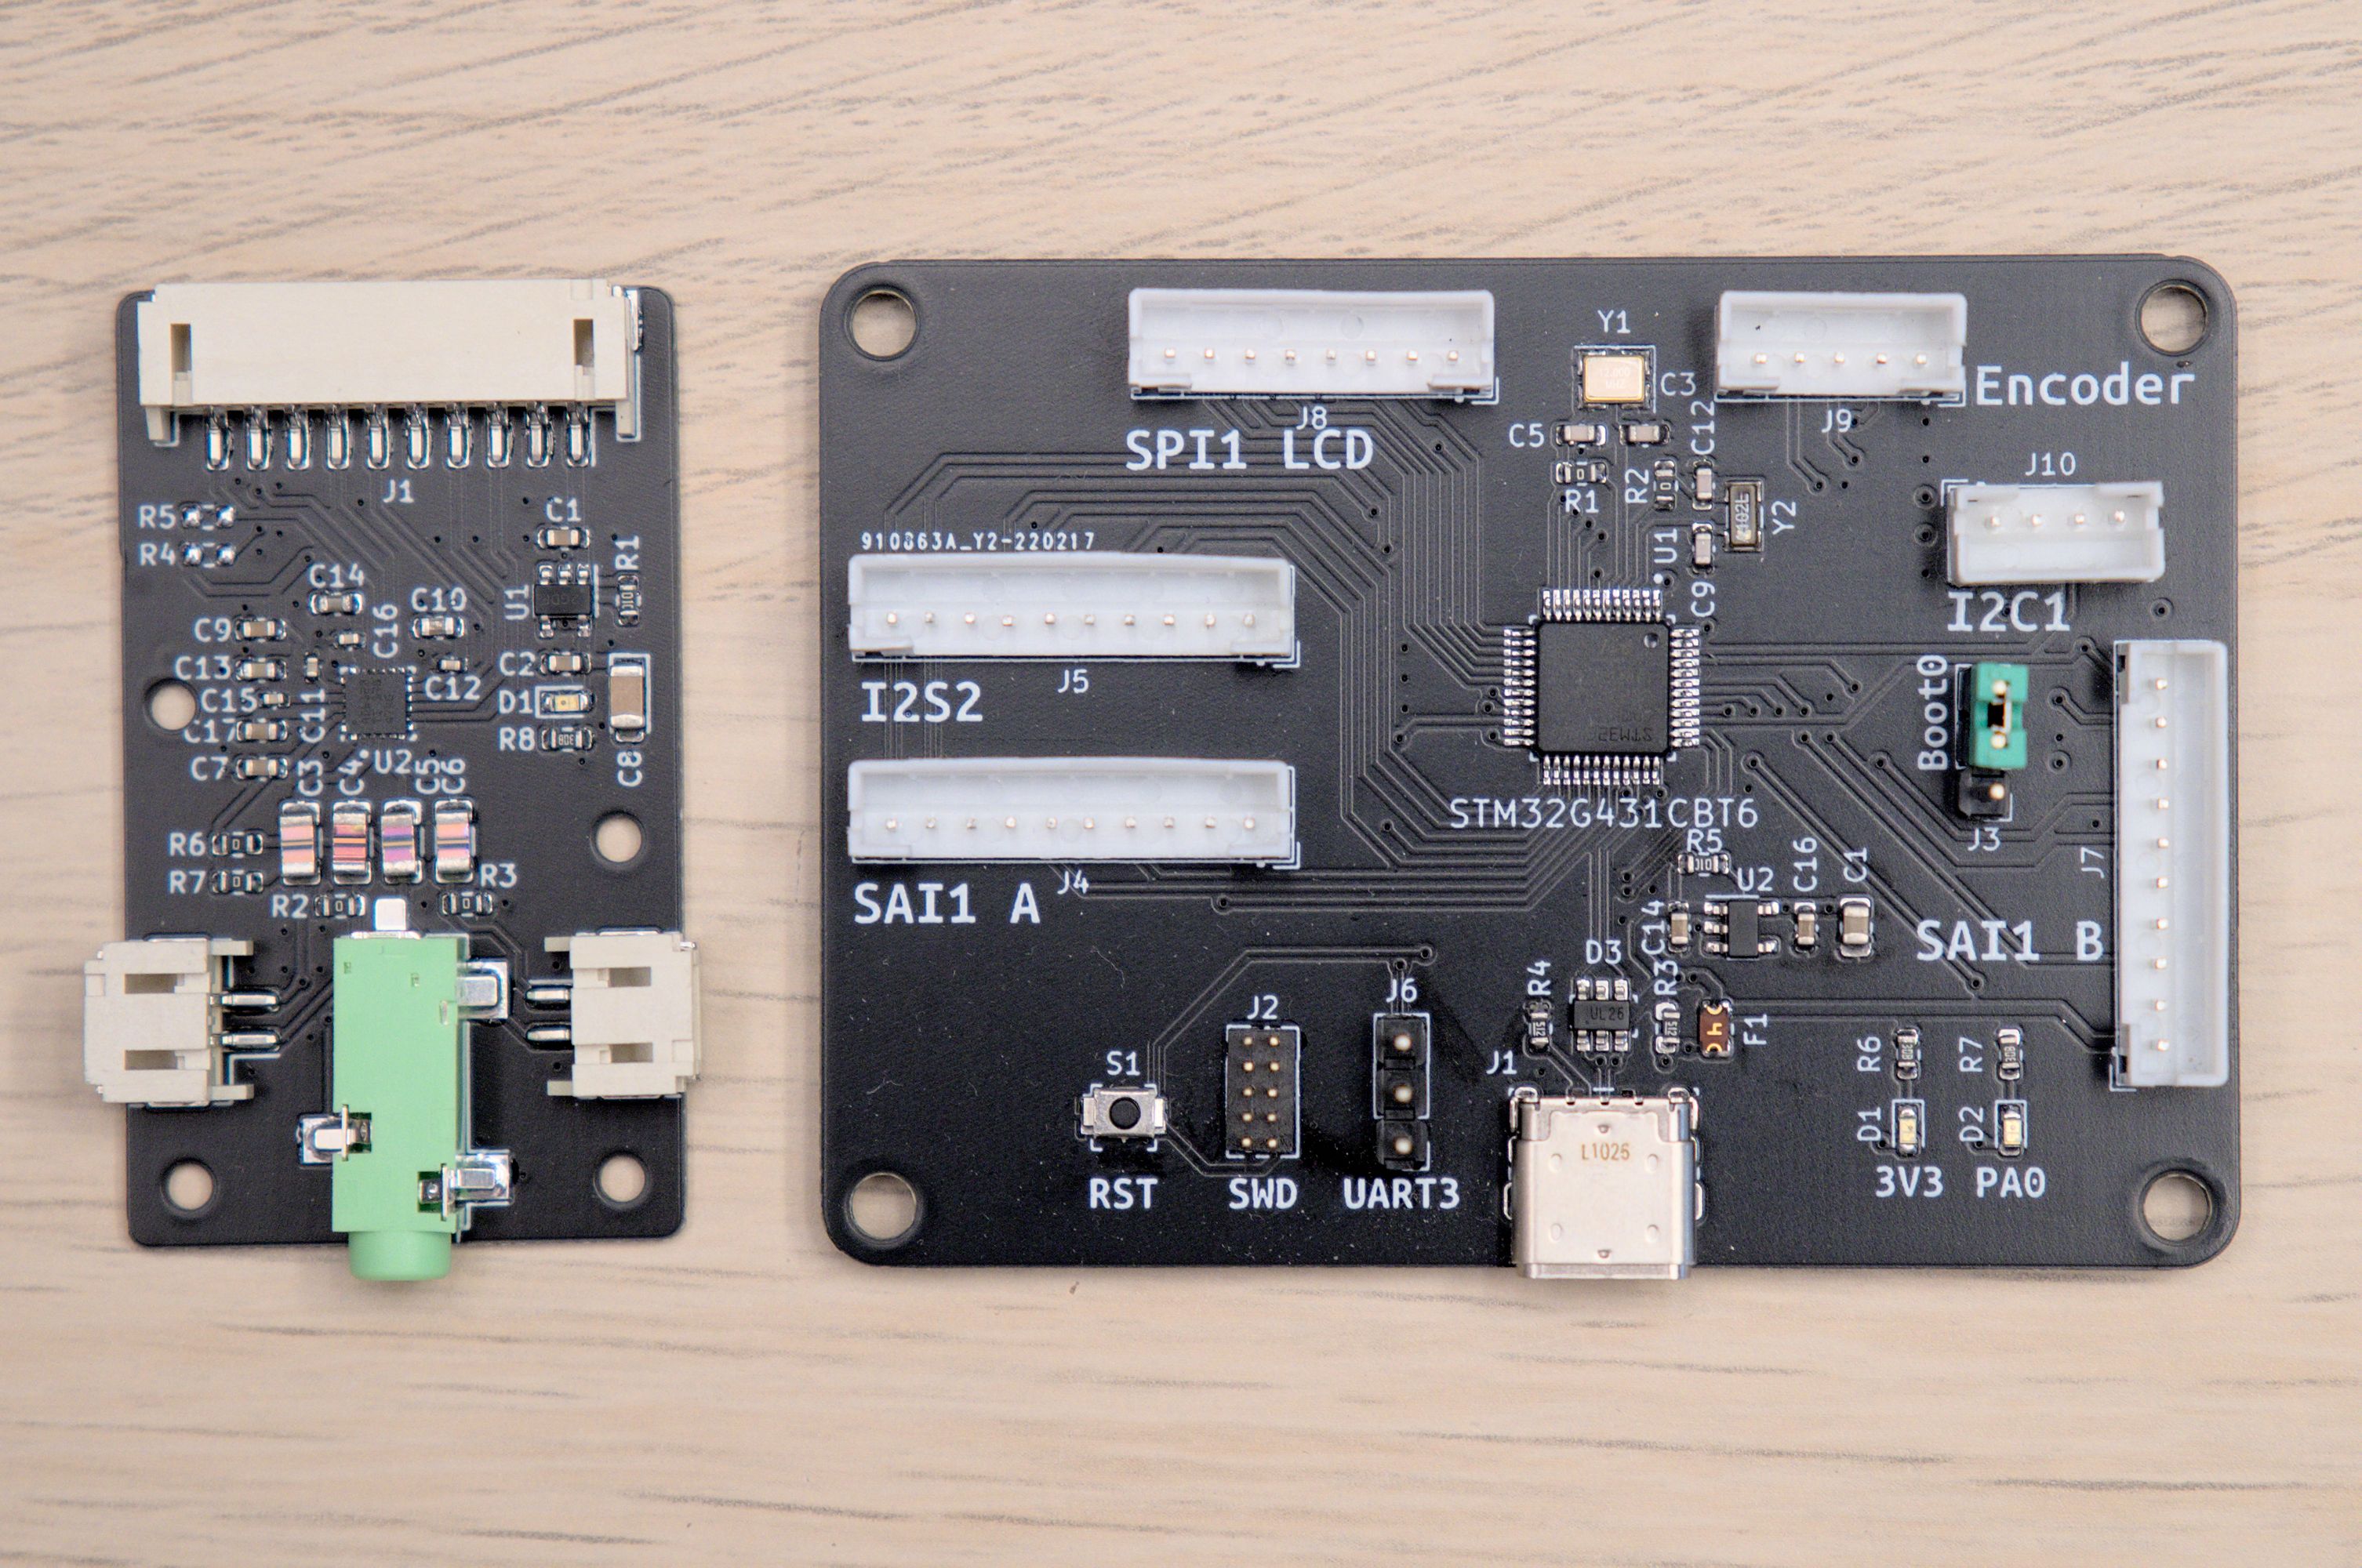 J1
R5
R4
C1
R1
C14
U1
C10
C16
C9
C13
C2
C12
C15
D1
C11
C17
R8
U2
C7
C3
C4
C5
C6
C8
R6
R7
R3
R2
Y1
C3
Encoder
J8
J9
SPI1 LCD
C5
C12
J10
R1
R2
Y2
910863A_Y2-220217
U1
C9
I2C1
J5
I2S2
Boot0
STM32G431CBT6
J3
R5
J7
U2
C16
C1
J4
SAI1 A
C14
SAI1 B
D3
R4
R3
J2
J6
UL26
F1
S1
J1
R6
R7
L1025
D1
D2
RST
SWD
UART3
3V3
PA0